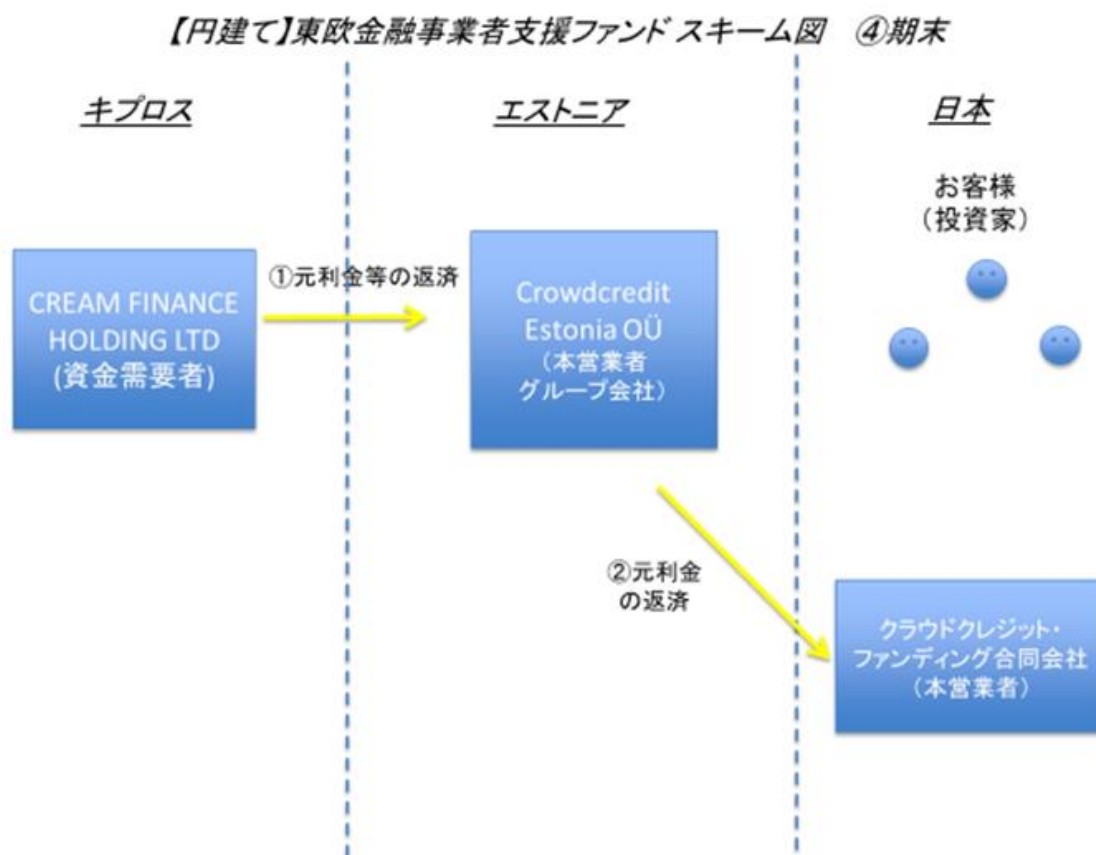 【円建て】東欧金融事業者支援ファンド スキーム図　④期末
キプロス
エストニア
日本
お客様
（投資家）
CREAM FINANCE
HOLDING LTD
(資金需要者)
①元利金等の返済
Crowdcredit
Estonia OÜ
（本営業者
グループ会社）
②元利金
の返済
クラウドクレジット・
ファンディング合同会社
（本営業者）